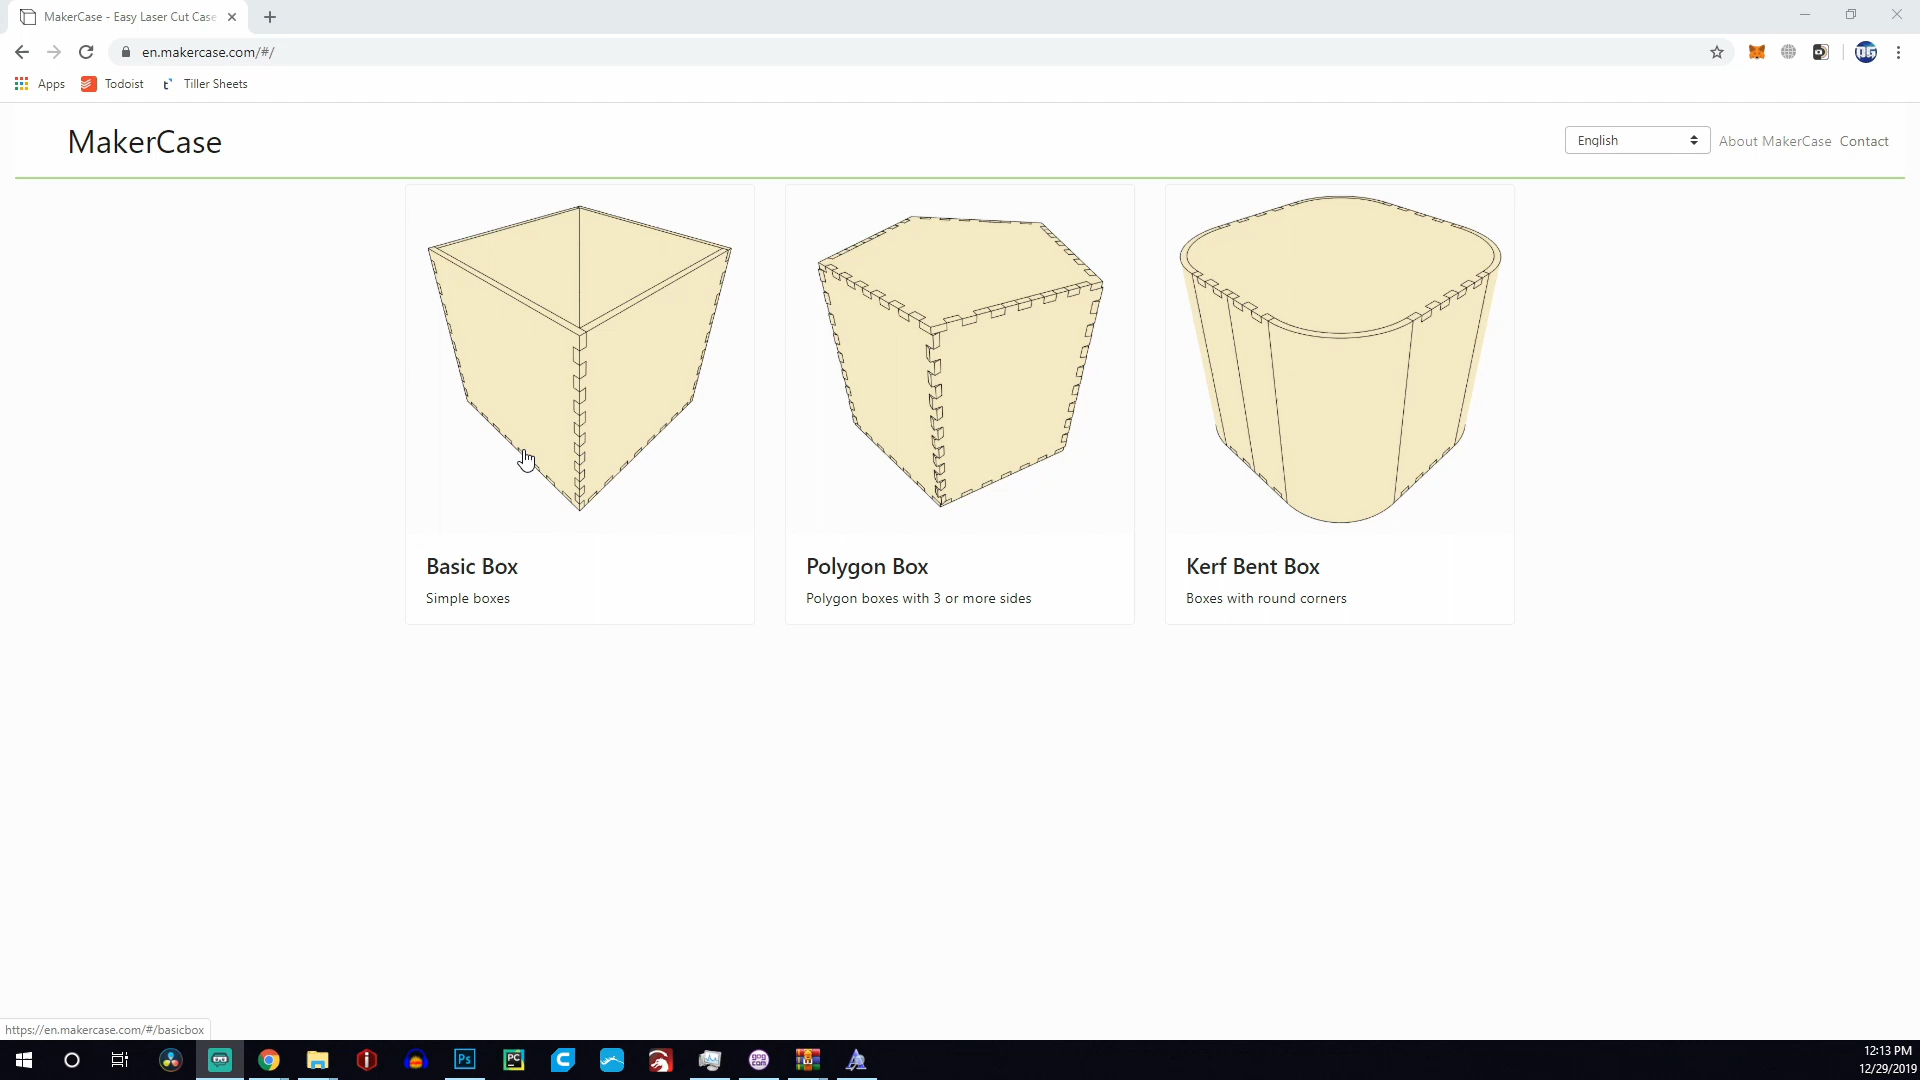 MakerCase - Easy Laser Cut Case
en.makercase.com/#/
Apps
Todoist
Tiller Sheets
MakerCase
English
About MakerCase
Contact
Basic Box
Simple boxes
Polygon Box
Polygon boxes with 3 or more sides
Kerf Bent Box
Boxes with round corners
https://en.makercase.com/#/basicbox
Ps
PC
12:13 PM
12/29/2019